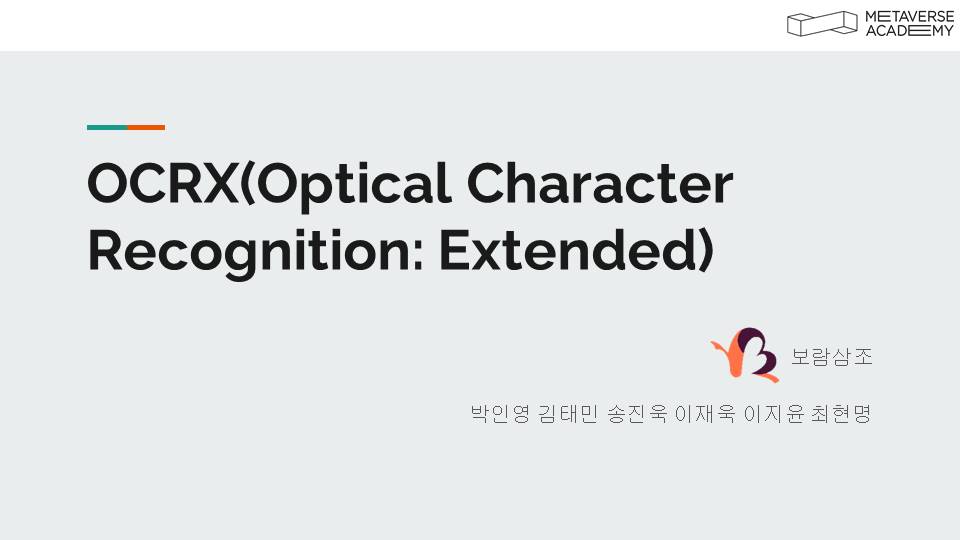 METAVERSE
ACADEMY
OCRX(Optical Character
Recognition: Extended)
보람삼조
박인영 김태민 송진욱 이재욱 이지윤 최현명